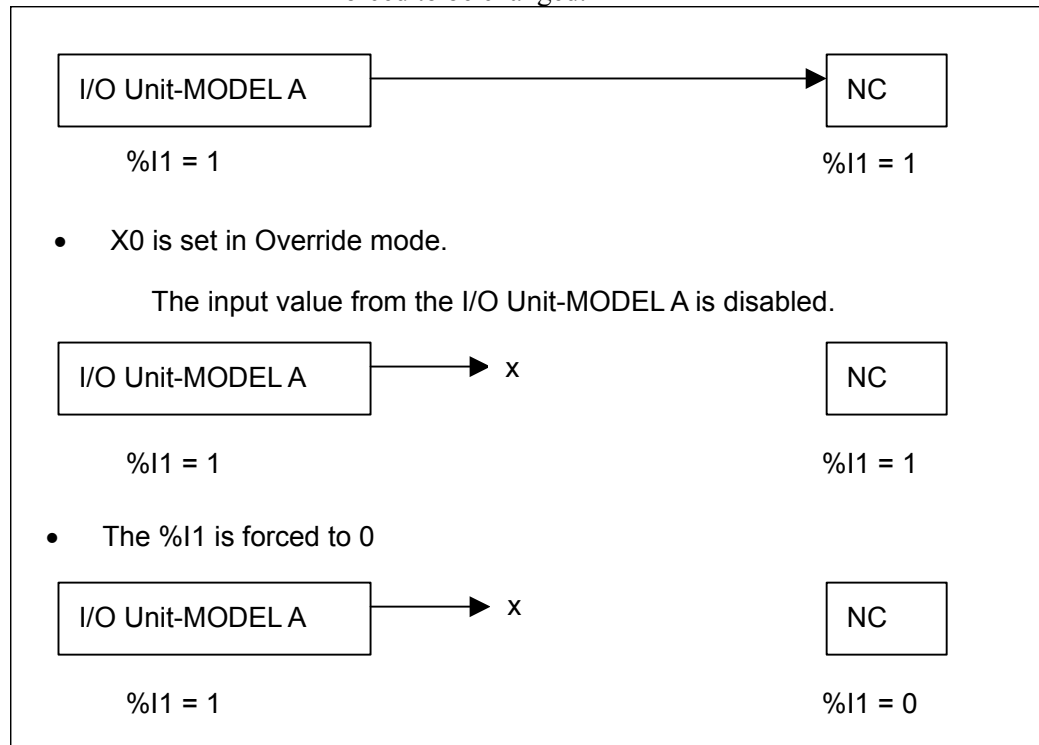 I/O Unit-MODEL A NC
%I1 = 1 %I1 = 1
• X0 is set in Override mode.
The input value from the I/O Unit-MODEL A is disabled.
I/O Unit-MODEL A x NC
%I1 = 1 %I1 = 1
• The %I1 is forced to 0
I/O Unit-MODEL A x NC
%I1 = 1 %I1 = 0